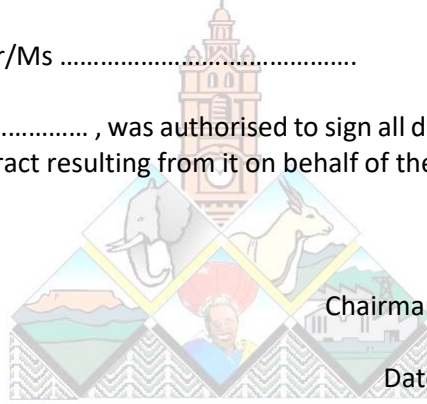 r/Ms ……………………………………….
………… , was authorised to sign all d
ract resulting from it on behalf of the
Chairma
Dat